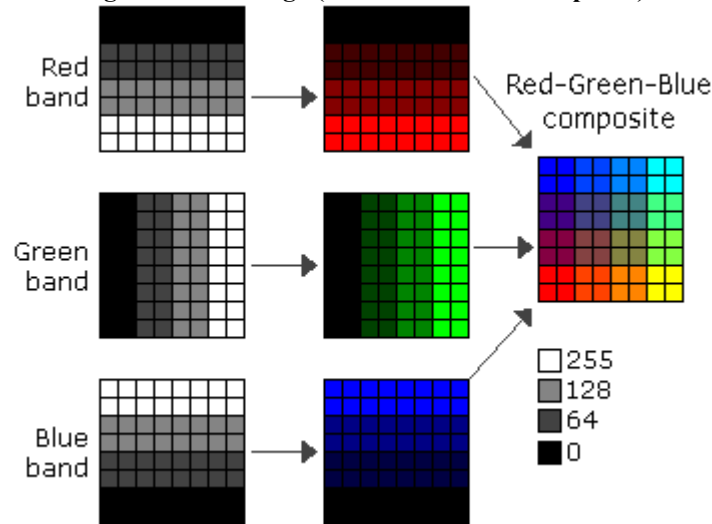 Red
band
Red-Green-Blue
composite
Green
band
255
128
64
0
Blue
band